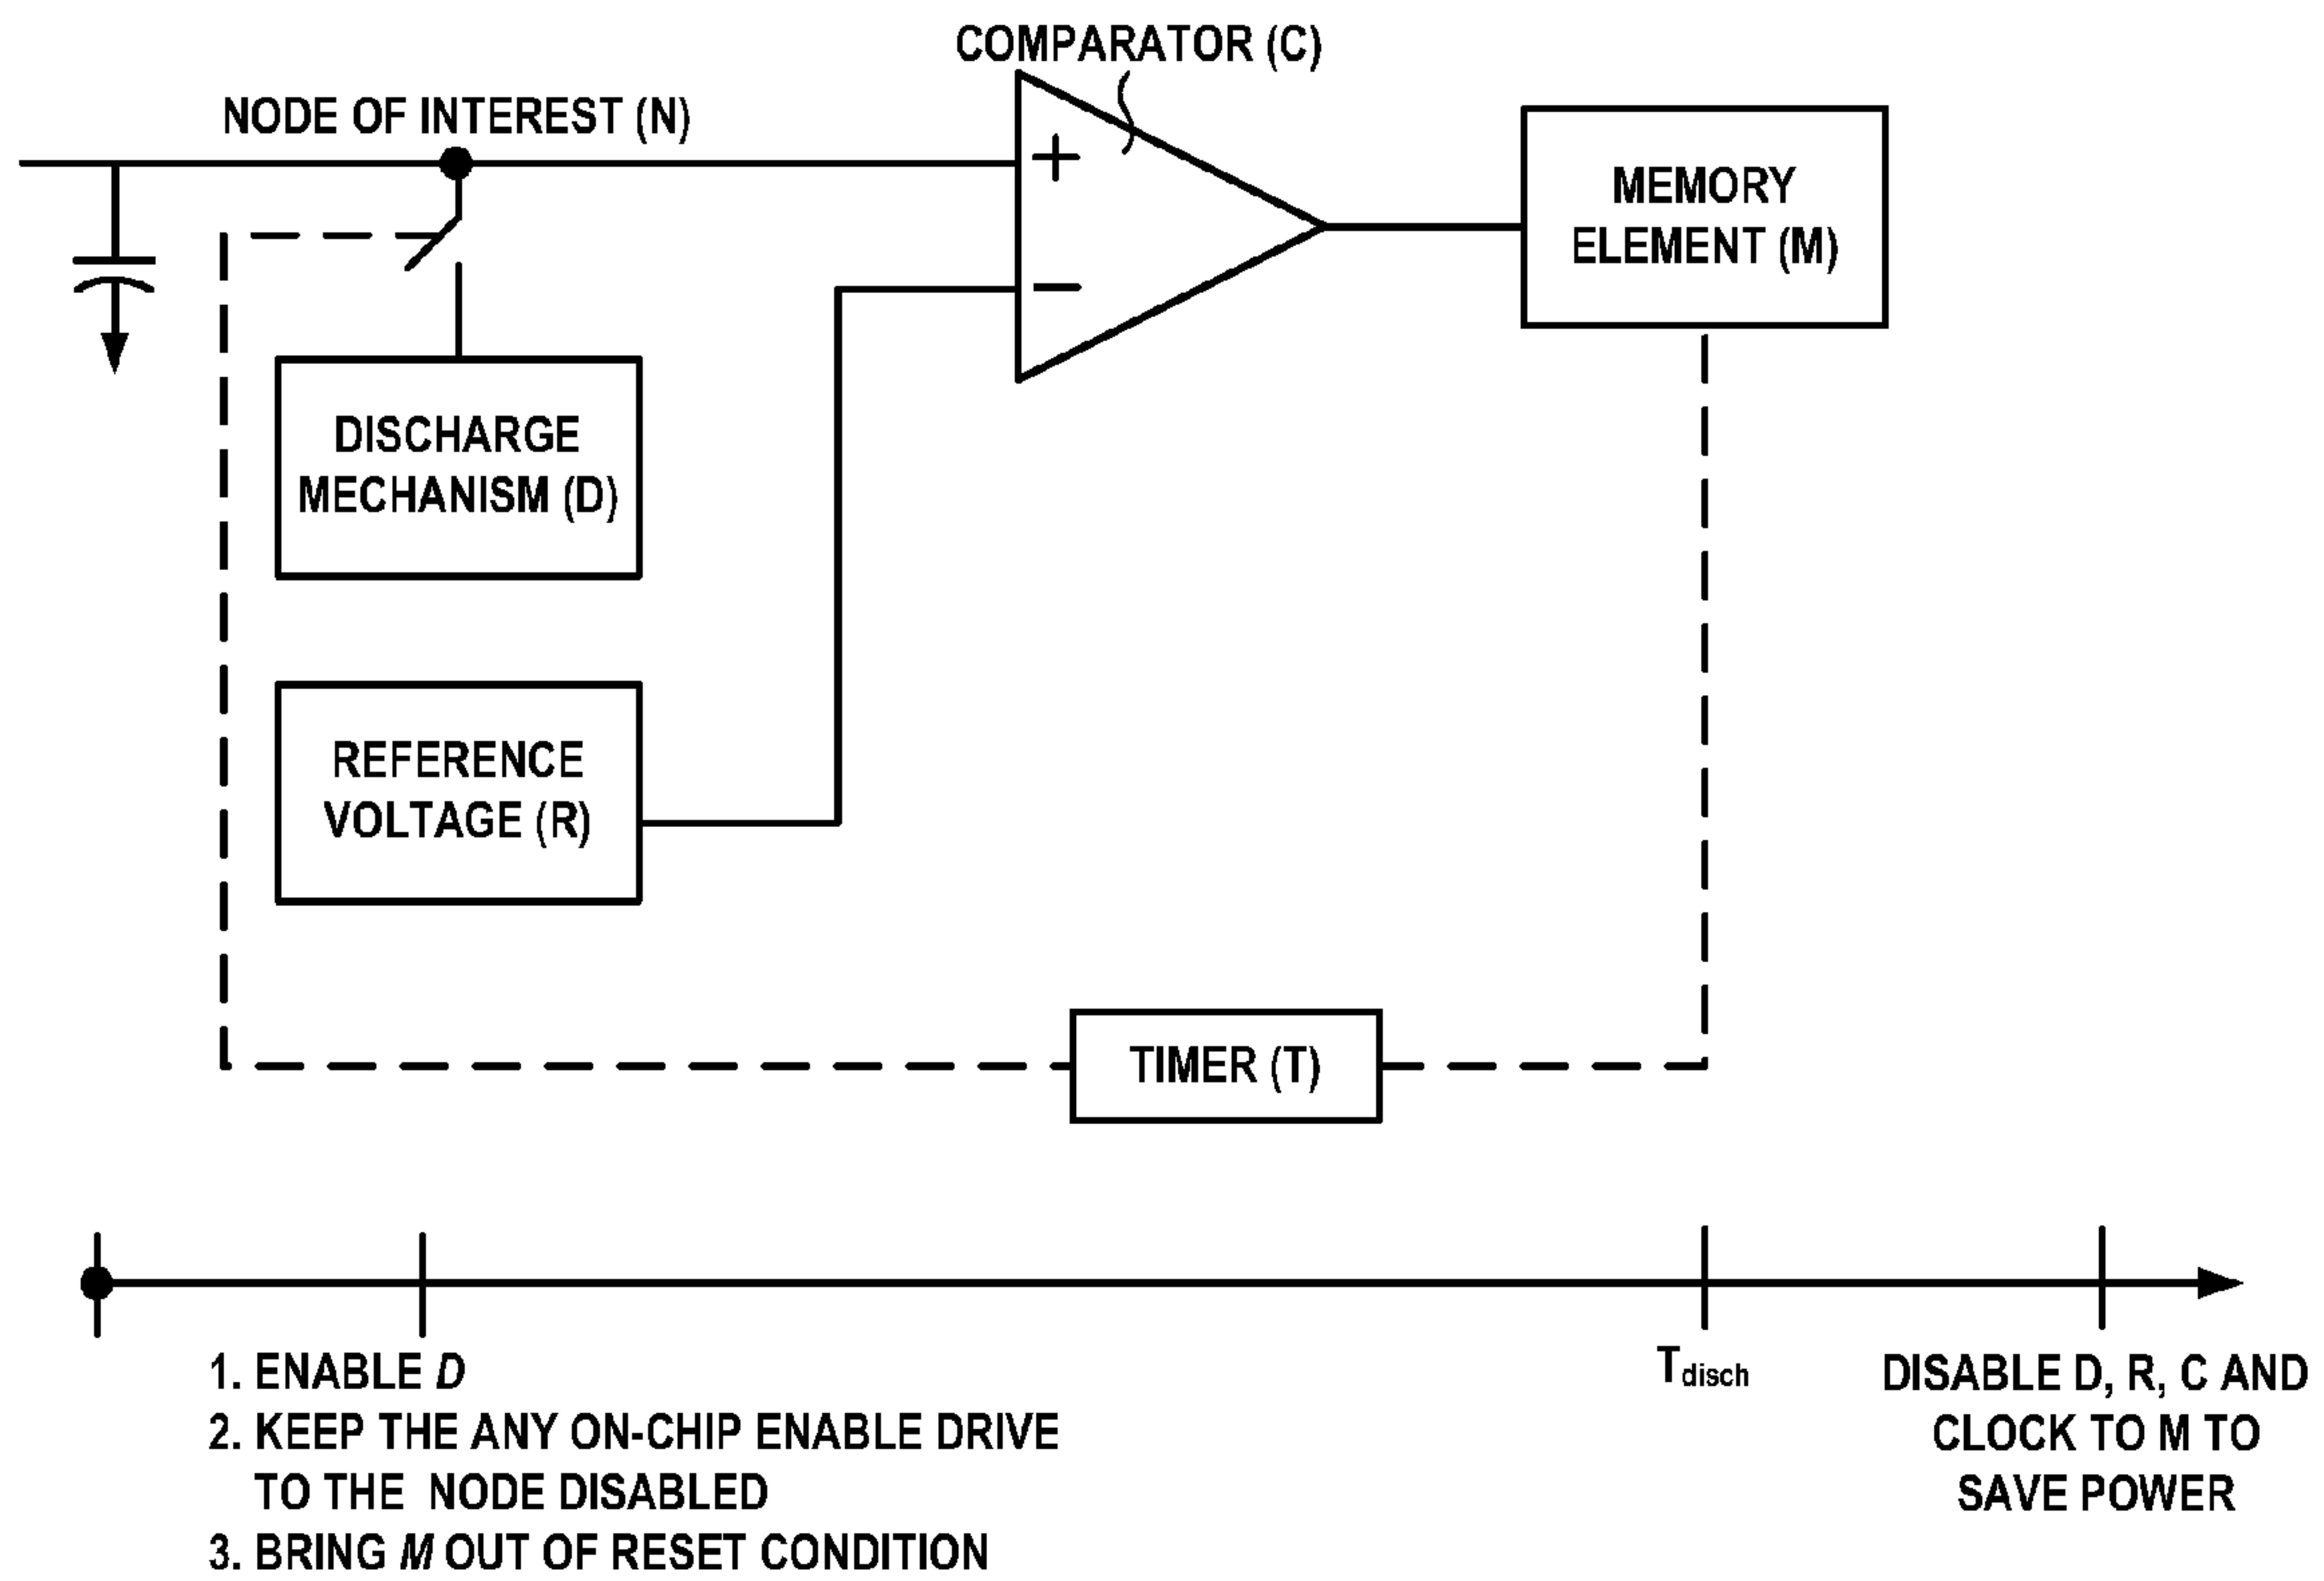 COMPARATOR (C)
NODE OF INTEREST (N)
+
MEMORY
ELEMENT (M)
−
DISCHARGE
MECHANISM (D)
REFERENCE
VOLTAGE (R)
TIMER (T)
1. ENABLE D
2. KEEP THE ANY ON-CHIP ENABLE DRIVE
TO THE NODE DISABLED
3. BRING M OUT OF RESET CONDITION
Tdisch
DISABLE D, R, C AND
CLOCK TO M TO
SAVE POWER